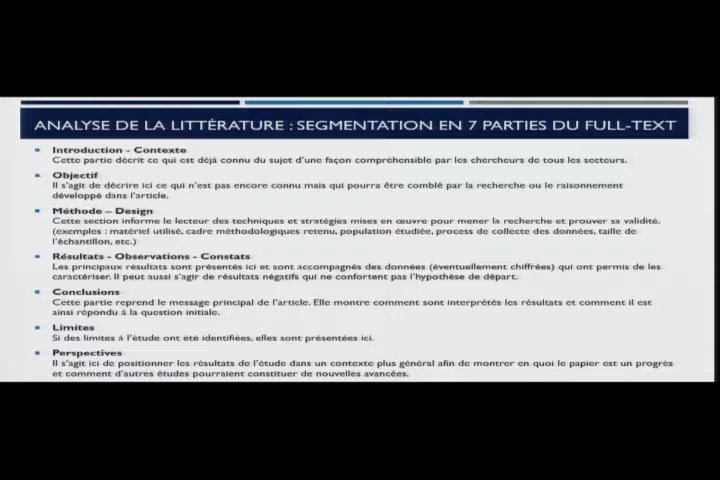 ANALYSE DE LA LITTÉRATURE : SEGMENTATION EN 7 PARTIES DU FULL-TEXT
Introduction - Contexte
Cette partie décrit ce qui est déjà connu du sujet d'une façon compréhensible par les chercheurs de tous les secteurs.
Objectif
Il s'agit de décrire ici ce qui n'est pas encore connu mais qui pourra être comblé par la recherche ou le raisonnement
développé dans l'article.
Méthode – Design
Cette section informe le lecteur des techniques et stratégies mises en œuvre pour mener la recherche et prouver sa validité.
(exemples : matériel utilisé, cadre méthodologiques retenu, population étudiée, process de collecte des données, taille de
l'échantillon, etc.)
Résultats - Observations - Constats
Les principaux résultats sont présentés ici et sont accompagnés des données (éventuellement chiffrées) qui ont permis de les
caractériser. Il peut aussi s'agir de résultats négatifs qui ne confortent pas l'hypothèse de départ.
Conclusions
Cette partie reprend le message principal de l'article. Elle montre comment sont interprétés les résultats et comment il est
ainsi répondu à la question initiale.
Limites
Si des limites à l'étude ont été identifiées, elles sont présentées ici.
Perspectives
Il s'agit ici de positionner les résultats de l'étude dans un contexte plus général afin de montrer en quoi le papier est un progrès
et comment d'autres études pourraient constituer de nouvelles avancées.